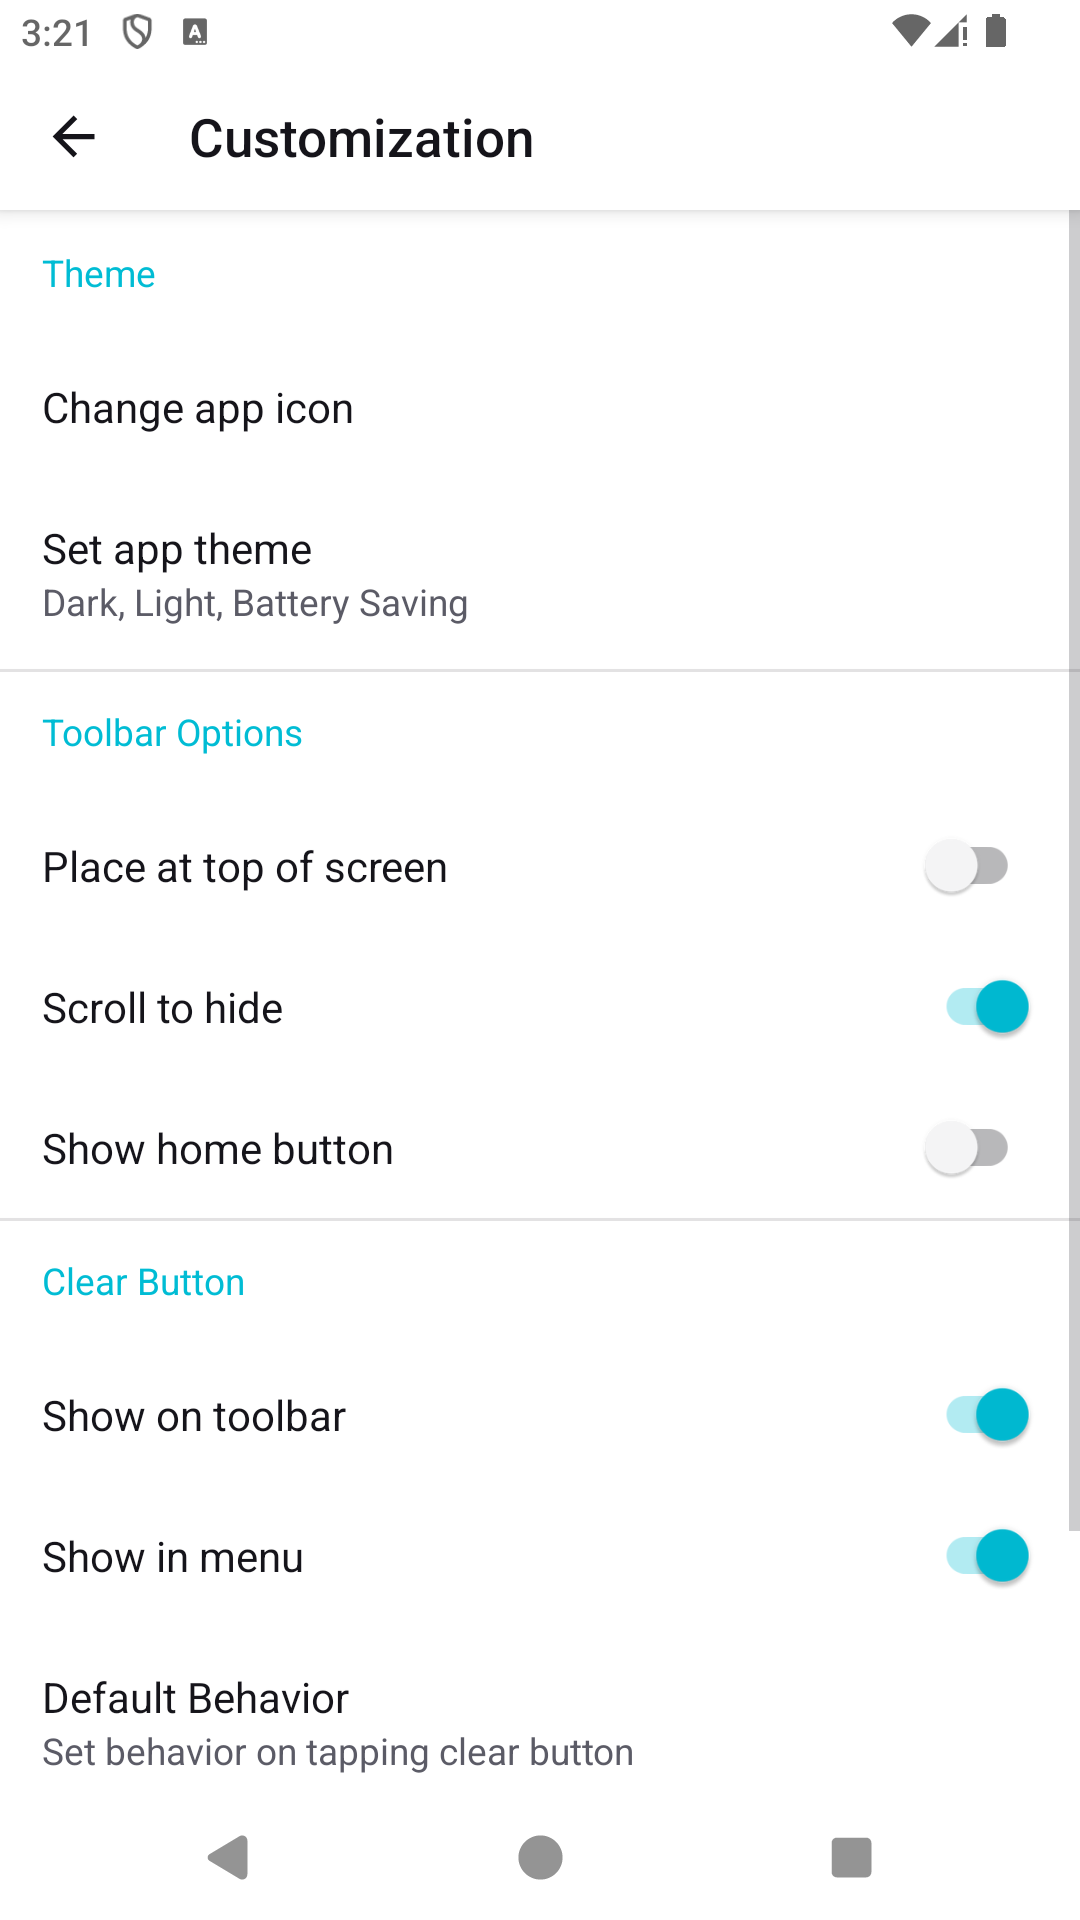 3:21
Customization
Theme
Change app icon
Set app theme
Dark, Light, Battery Saving
Toolbar Options
Place at top of screen
Scroll to hide
Show home button
Clear Button
Show on toolbar
Show in menu
Default Behavior
Set behavior on tapping clear button